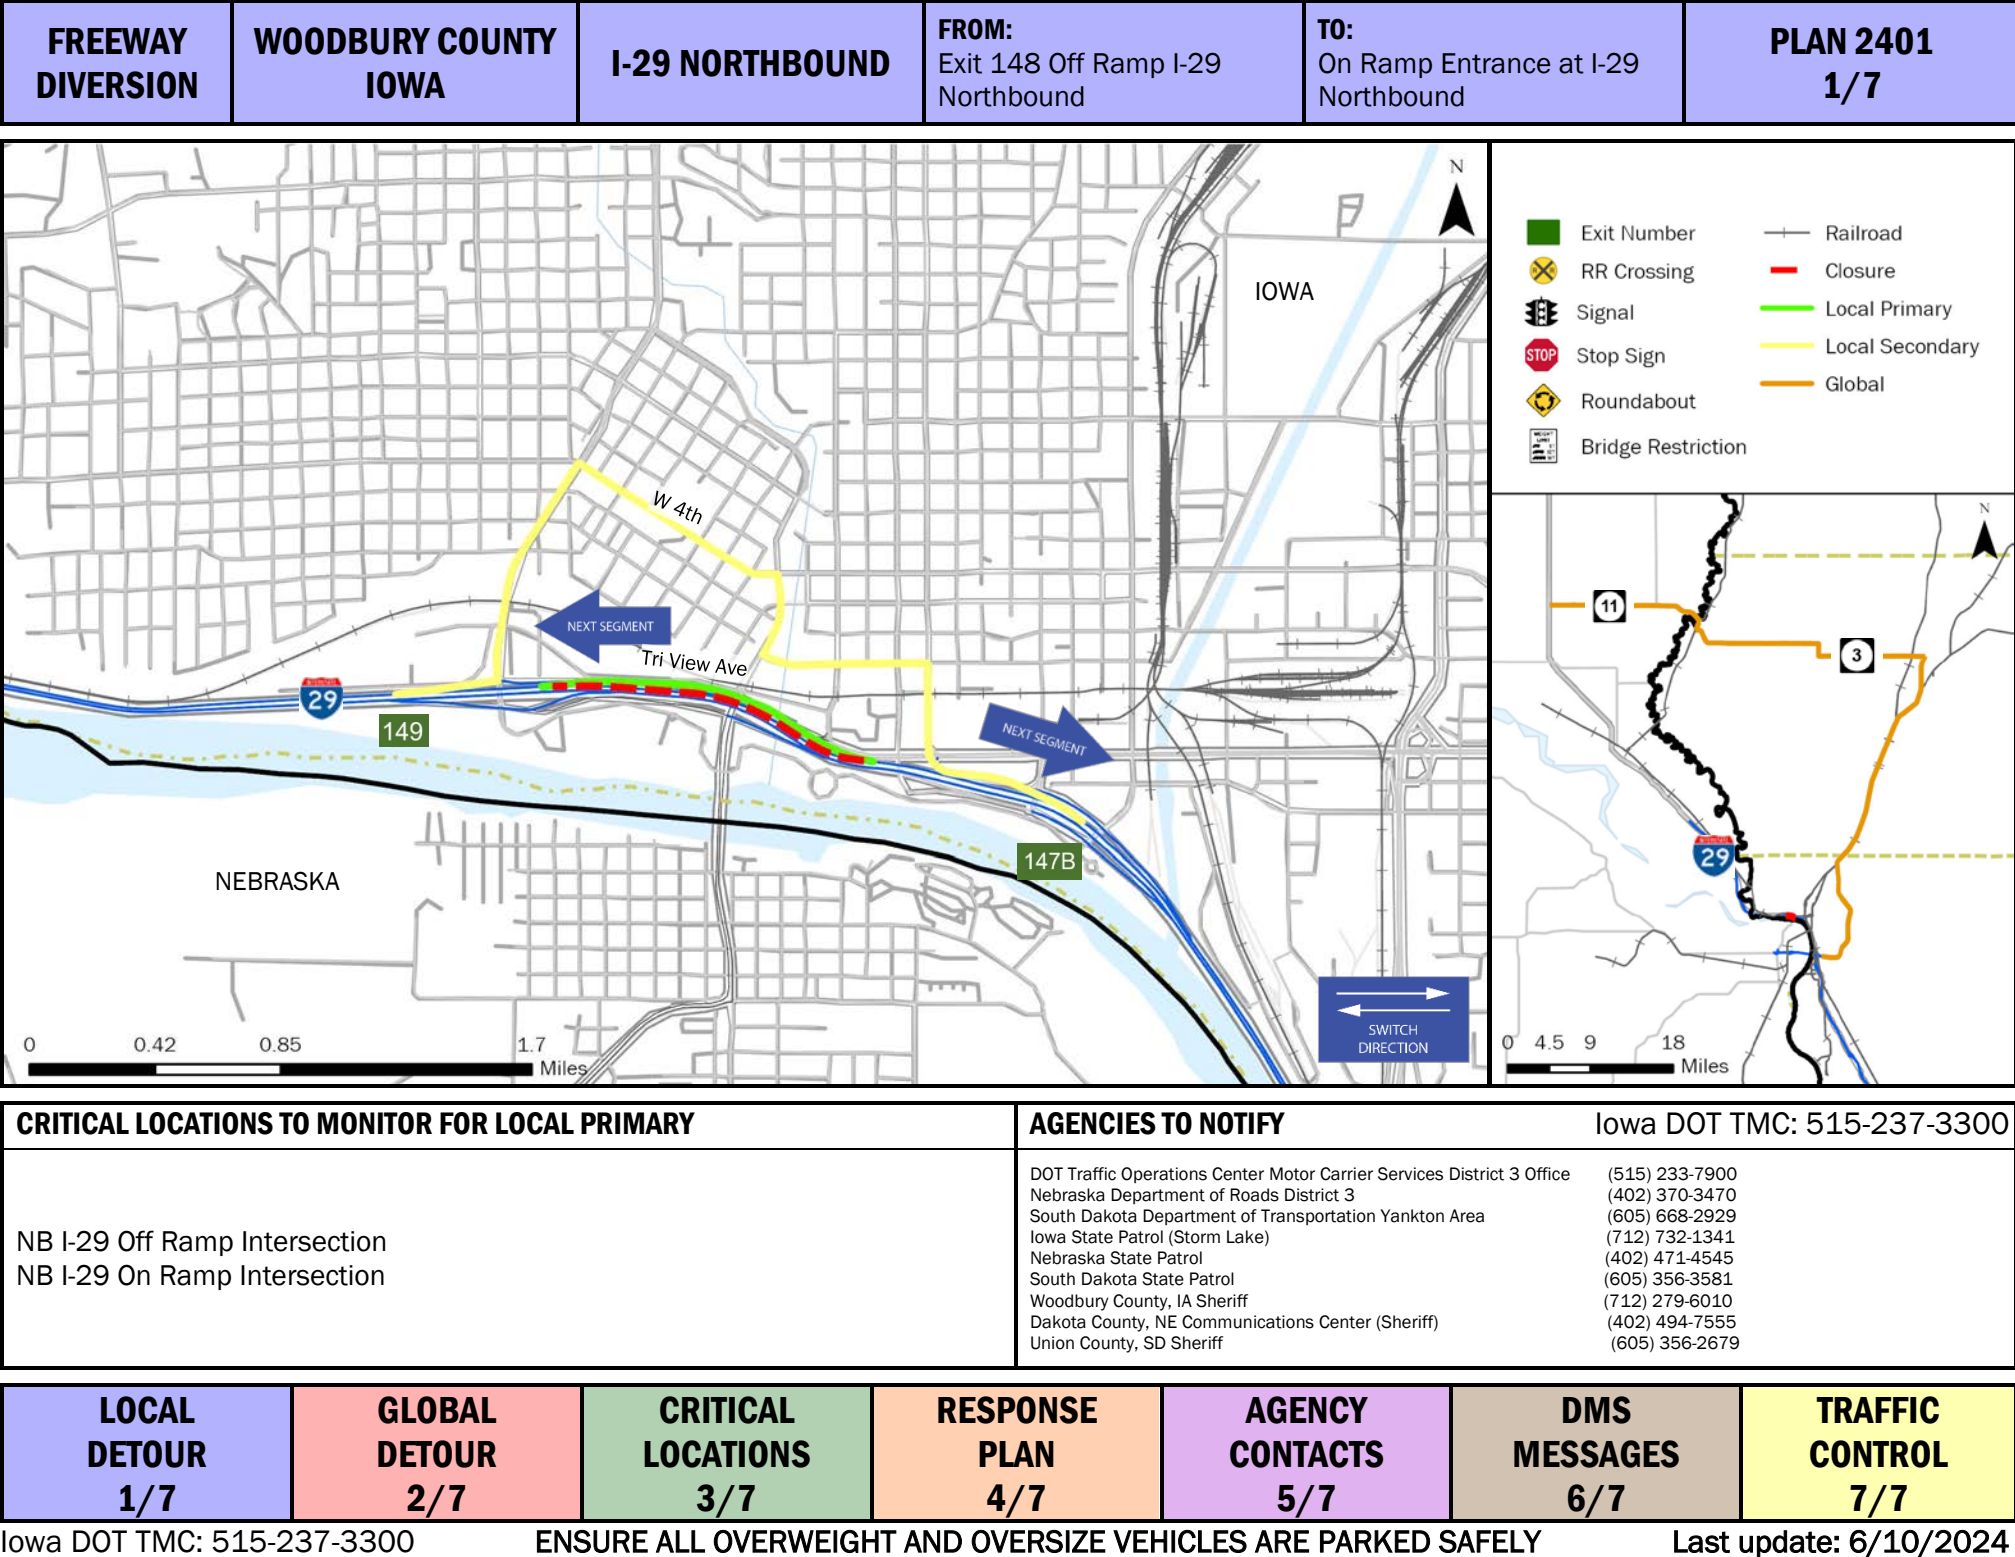 FREEWAY
DIVERSION
WOODBURY COUNTY
IOWA
I-29 NORTHBOUND
FROM:
Exit 148 Off Ramp I-29
Northbound
TO:
On Ramp Entrance at I-29
Northbound
PLAN 2401
1/7
N
IOWA
W 4th
NEXT SEGMENT
Tri View Ave
29
149
NEXT SEGMENT
147B
NEBRASKA
SWITCH
DIRECTION
0 0.42 0.85 1.7
Miles
Exit Number
RR Crossing
Signal
STOP Stop Sign
Roundabout
Bridge Restriction
Railroad
Closure
Local Primary
Local Secondary
Global
N
11
3
29
0 4.5 9 18
Miles
CRITICAL LOCATIONS TO MONITOR FOR LOCAL PRIMARY
NB I-29 Off Ramp Intersection
NB I-29 On Ramp Intersection
AGENCIES TO NOTIFY Iowa DOT TMC: 515-237-3300
DOT Traffic Operations Center Motor Carrier Services District 3 Office (515) 233-7900
Nebraska Department of Roads District 3 (402) 370-3470
South Dakota Department of Transportation Yankton Area (605) 668-2929
Iowa State Patrol (Storm Lake) (712) 732-1341
Nebraska State Patrol (402) 471-4545
South Dakota State Patrol (605) 356-3581
Woodbury County, IA Sheriff (712) 279-6010
Dakota County, NE Communications Center (Sheriff) (402) 494-7555
Union County, SD Sheriff (605) 356-2679
LOCAL
DETOUR
1/7
GLOBAL
DETOUR
2/7
CRITICAL
LOCATIONS
3/7
RESPONSE
PLAN
4/7
AGENCY
CONTACTS
5/7
DMS
MESSAGES
6/7
TRAFFIC
CONTROL
7/7
Iowa DOT TMC: 515-237-3300 ENSURE ALL OVERWEIGHT AND OVERSIZE VEHICLES ARE PARKED SAFELY Last update: 6/10/2024